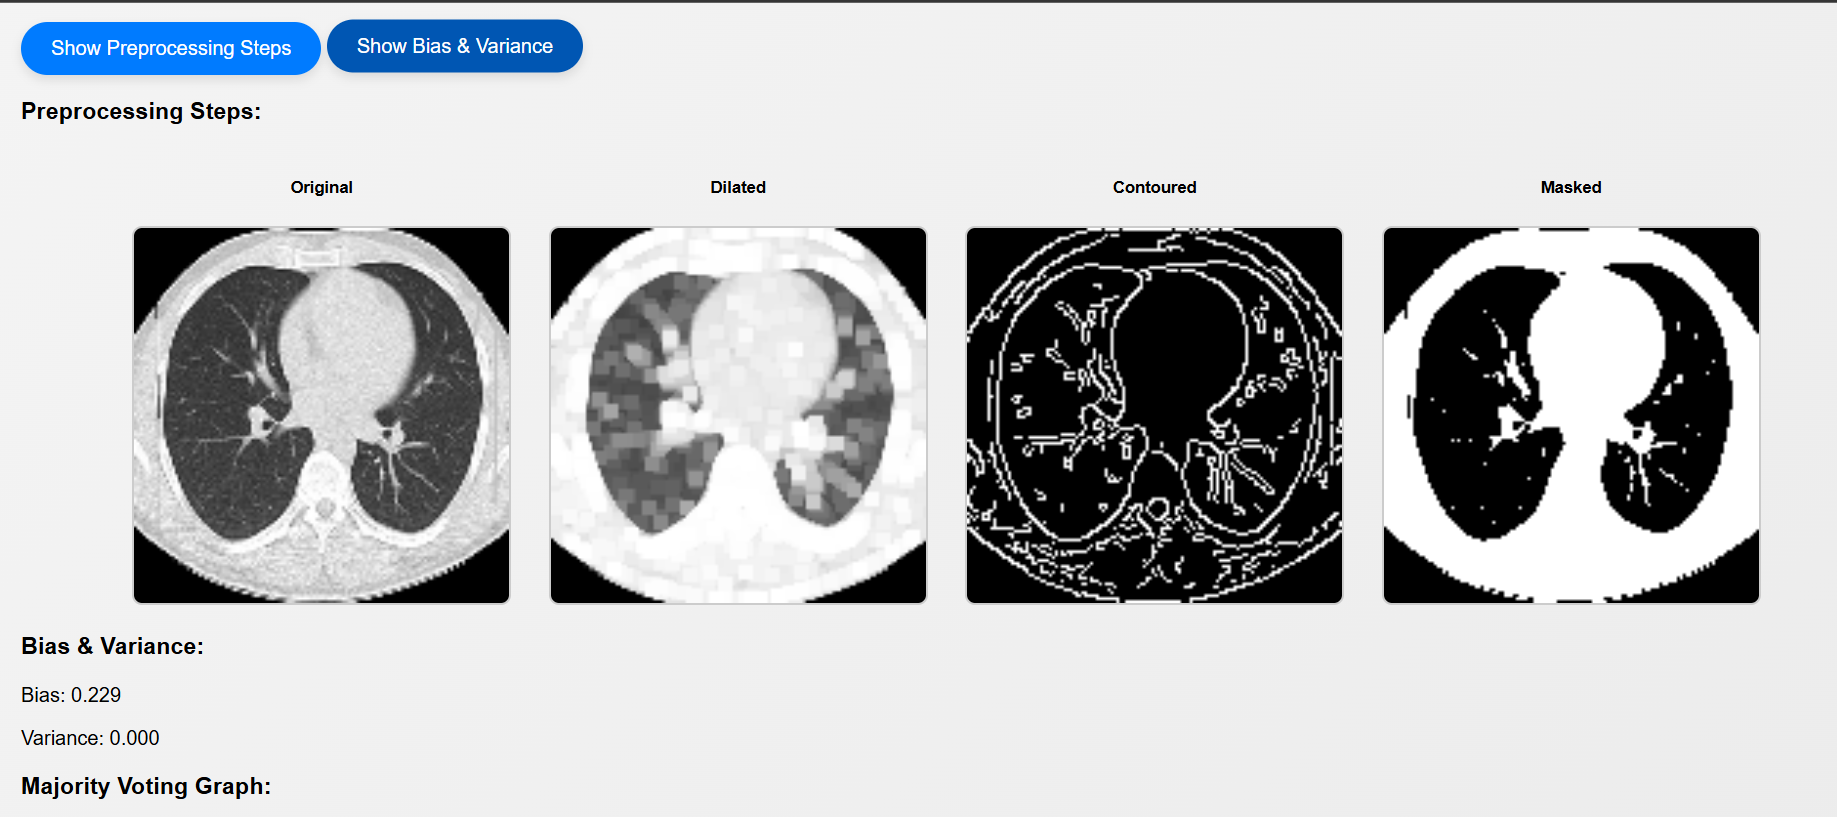 Show Preprocessing Steps Show Bias & Variance
Preprocessing Steps:
Original Dilated Contoured Masked
Bias & Variance:
Bias: 0.229
Variance: 0.000
Majority Voting Graph: